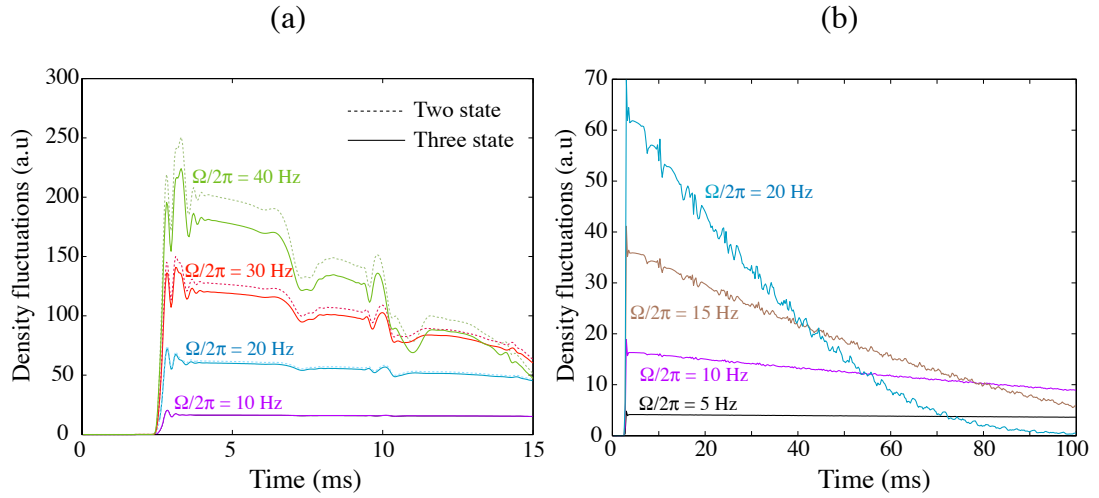 (a)
300
250
200
150
100
50
0
Density fluctuations (a.u)
Two state
Three state
Ω/2π = 40 Hz
Ω/2π = 30 Hz
Ω/2π = 20 Hz
Ω/2π = 10 Hz
0 5 10 15
Time (ms)
(b)
70
60
50
40
30
20
10
0
Density fluctuations (a.u)
Ω/2π = 20 Hz
Ω/2π = 15 Hz
Ω/2π = 10 Hz
Ω/2π = 5 Hz
0 20 40 60 80 100
Time (ms)